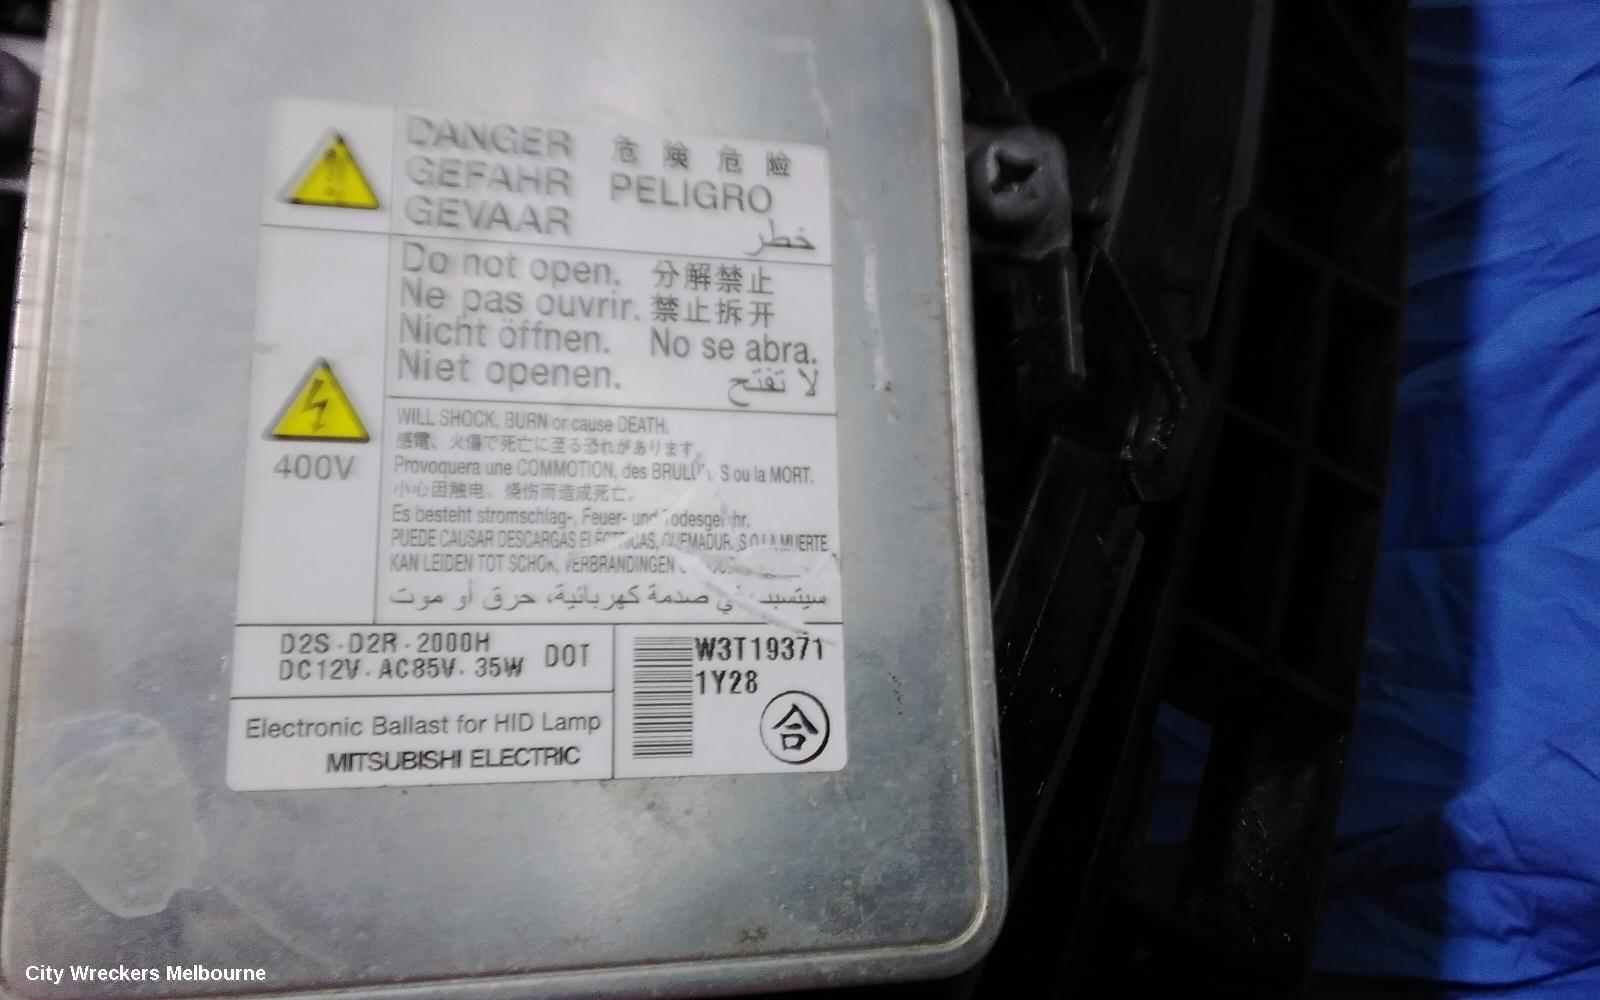 DANGER 危 険 危 险
GEFAHR PELIGRO
GEVAAR خطر
Do not open. 分解禁止
Ne pas ouvrir. 禁止拆开
Nicht öffnen. No se abra.
Niet openen. لا تفتح
400V
WILL SHOCK, BURN or cause DEATH.
感電、火傷で死亡に至る恐れがあります。
Provoquera une COMMOTION, des S ou la MORT.
小心因触电、烧伤而造成死亡。
Es besteht stromschlag-, Feuer- und
PUEDE CAUSAR DESCARGAS O LA MUERTE
KAN LEIDEN TOT SCHOK, VERBRANDINGEN
سيتسبب في صدمة كهربائية، حرق أو موت
D2S·D2R·2000H
DC12V·AC85V·35W DOT
Electronic Ballast for HID Lamp
MITSUBISHI ELECTRIC
W3T19371
1Y28
合
City Wreckers Melbourne